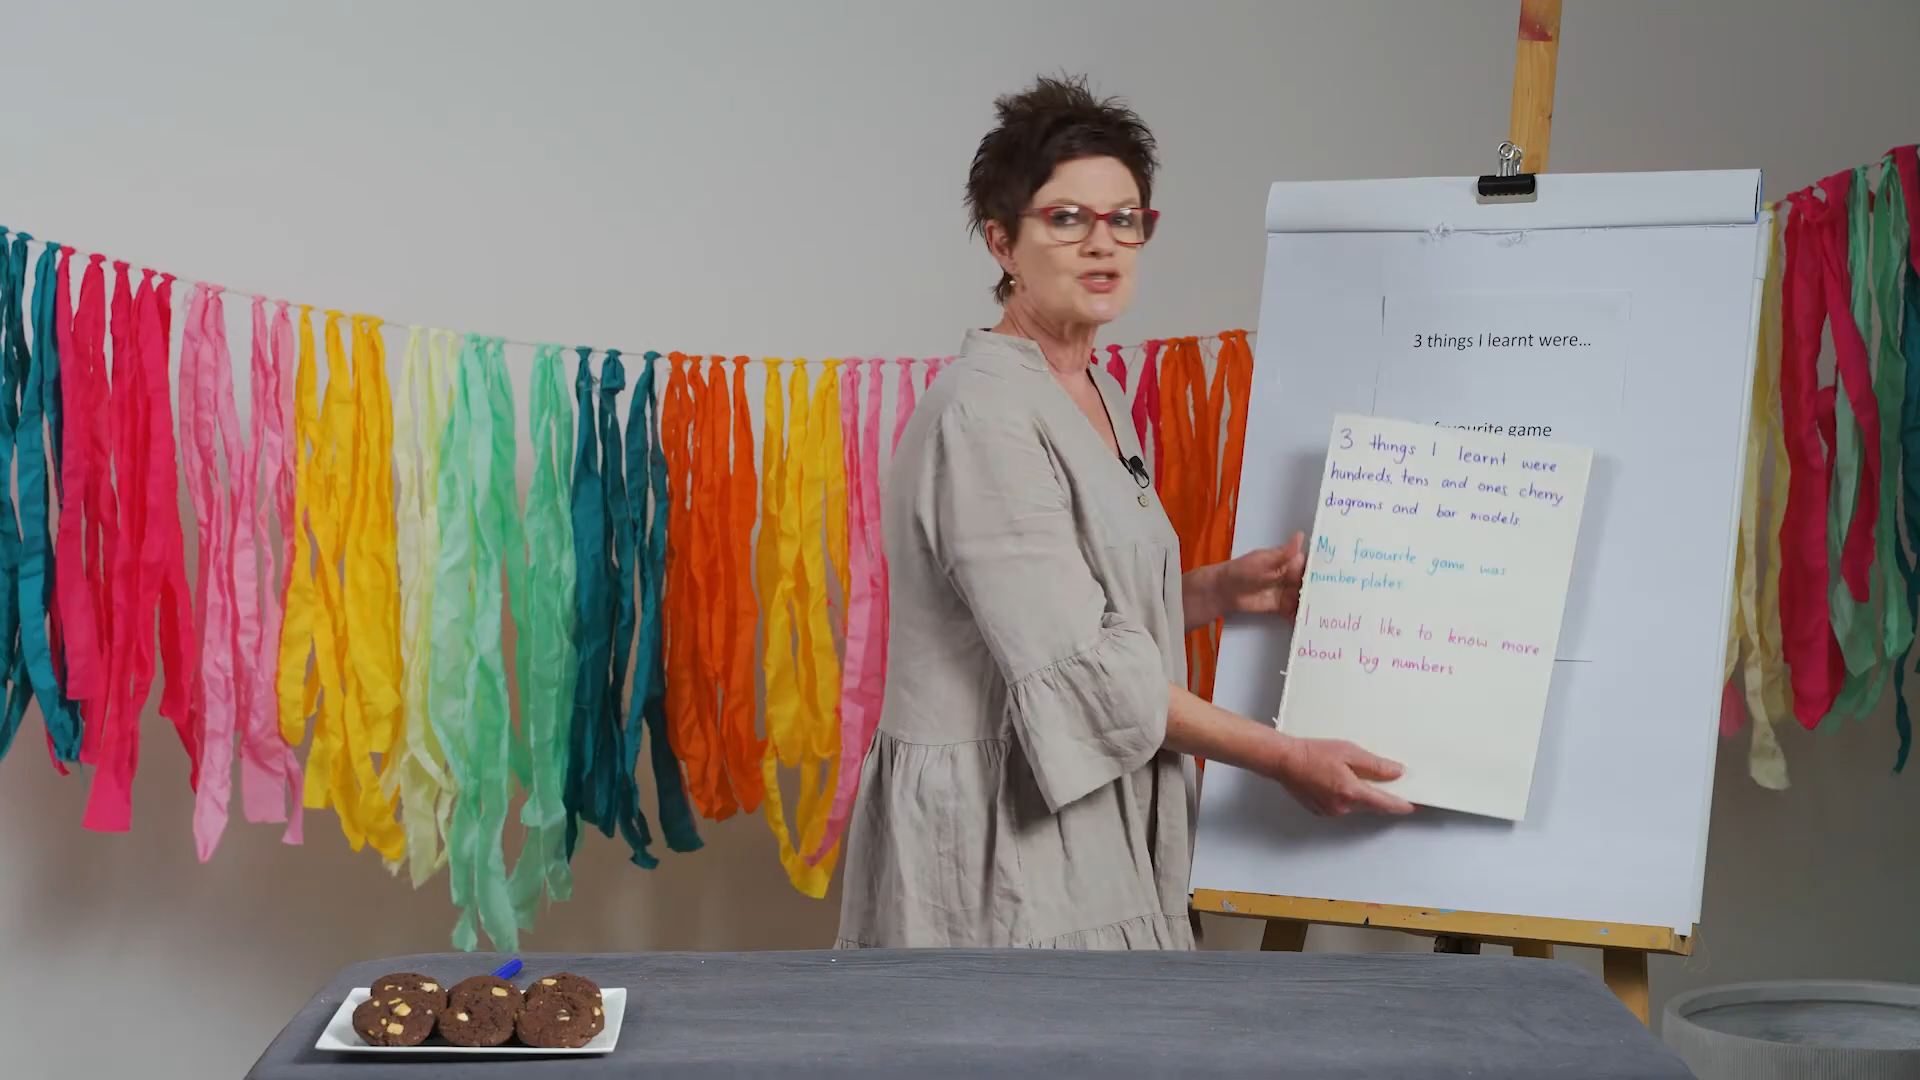 3 things I learnt were...
favourite game
3 things I learnt were
hundreds, tens and ones, cherry
diagrams and bar models.
My favourite game was
number plates.
I would like to know more
about big numbers